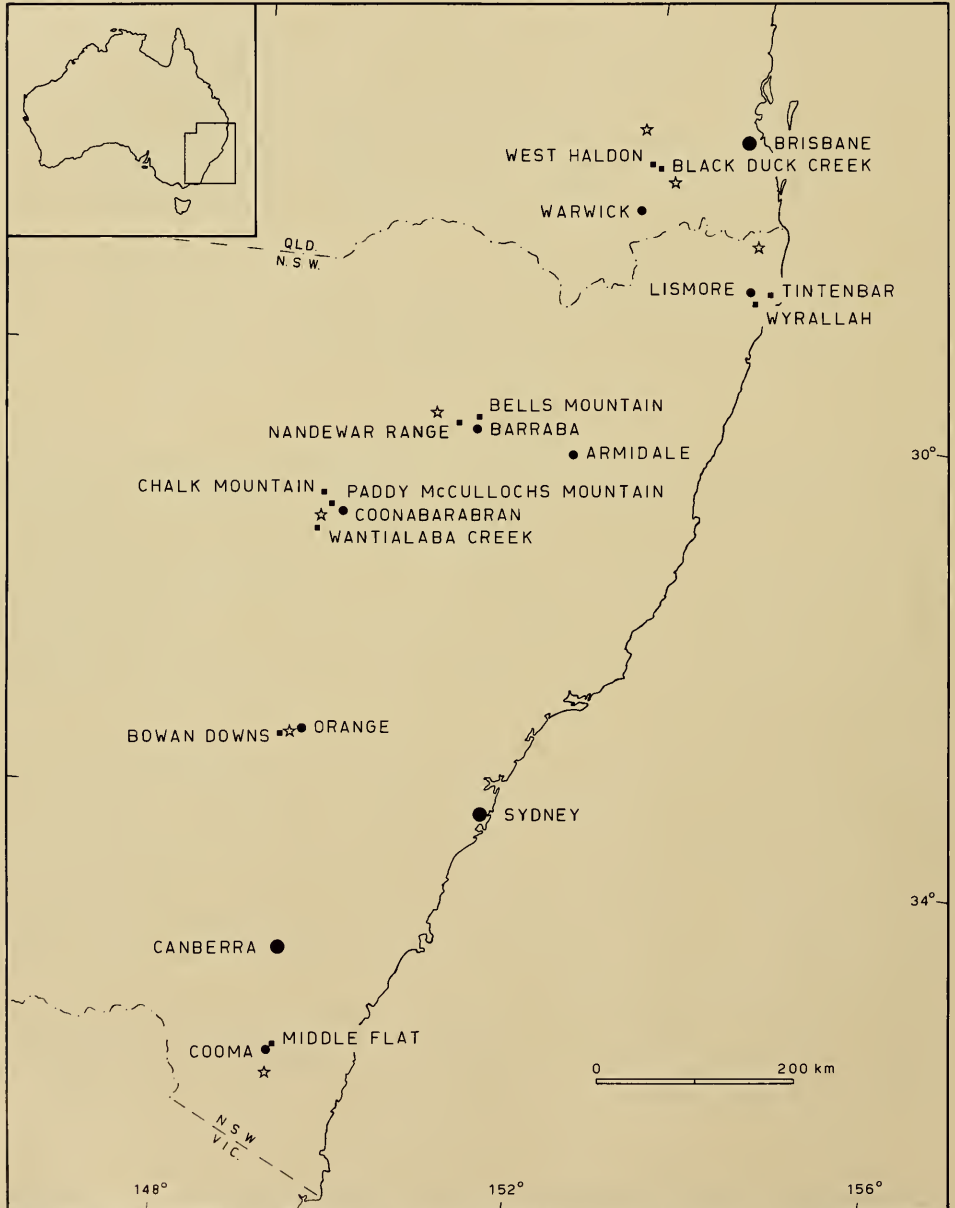 BRISBANE
WEST HALDON
BLACK DUCK CREEK
WARWICK
QLD.
N.S.W.
LISMORE
TINTENBAR
WYRALLAH
BELLS MOUNTAIN
NANDEWAR RANGE
BARRABA
ARMIDALE
30°
CHALK MOUNTAIN
PADDY McCULLOCHS MOUNTAIN
COONABARABRAN
WANTIALABA CREEK
BOWAN DOWNS
ORANGE
SYDNEY
34°
CANBERRA
MIDDLE FLAT
COOMA
0 200 km
NSW
VIC.
148° 152° 156°